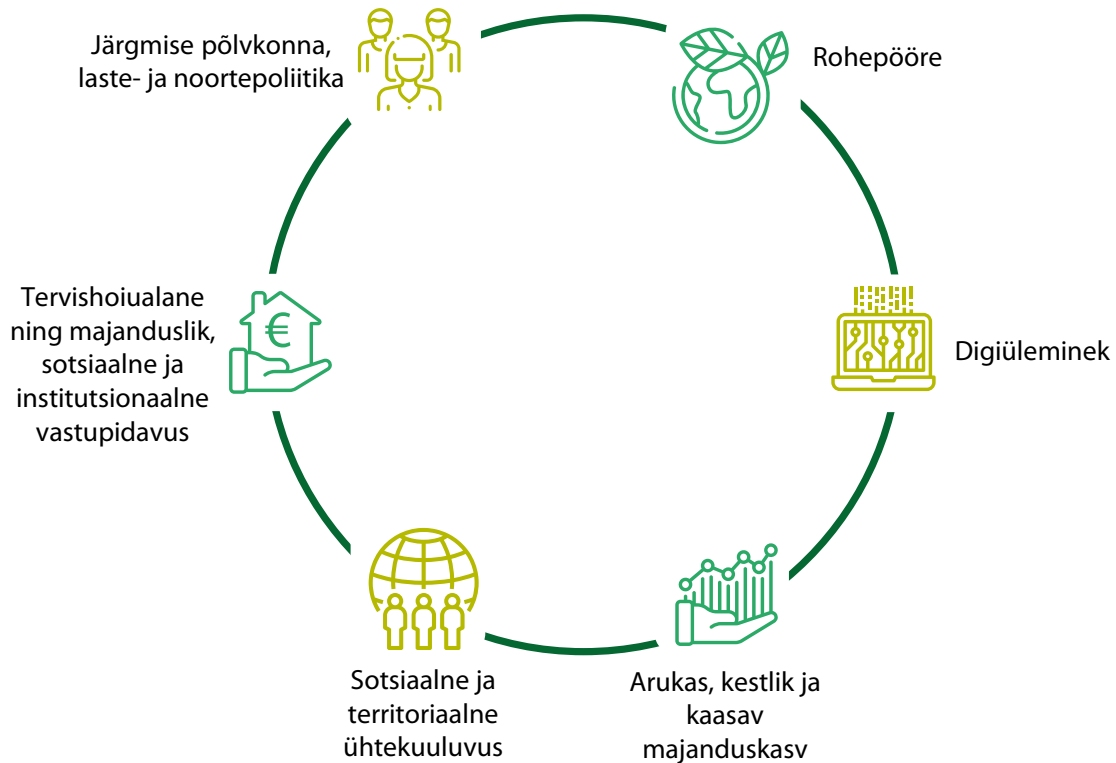 Järgmise põlvkonna,
laste- ja noortepoliitika
Rohepööre
Digiüleminek
Arukas, kestlik ja
kaasav
majanduskasv
Sotsiaalne ja
territoriaalne
ühtekuuluvus
Tervishoiualane
ning majanduslik,
sotsiaalne ja
institutsionaalne
vastupidavus
€